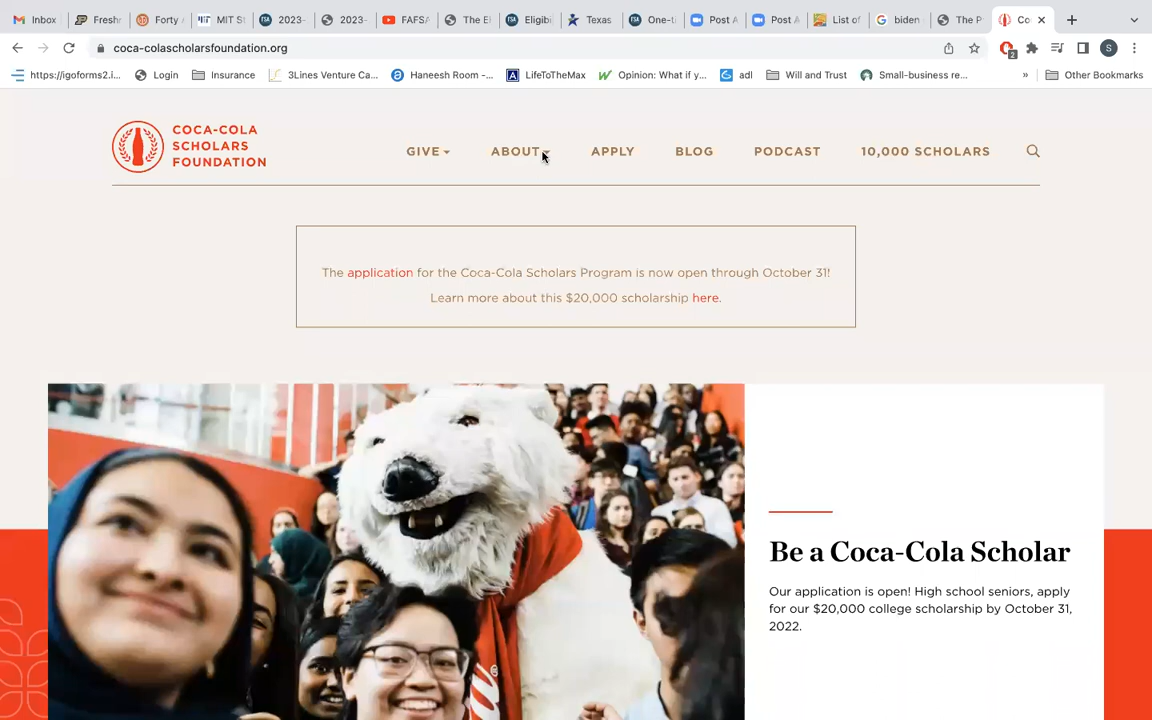 Inbox
Freshr
Forty
MIT St
2023-
2023-
FAFSA
The El
Eligibi
Texas
One-ti
Post A
Post A
List of
biden
The P
Co
coca-colascholarsfoundation.org
2
S
https://igoforms2.i...
Login
Insurance
3Lines Venture Ca...
Haneesh Room -...
LifeToTheMax
Opinion: What if y...
adl
Will and Trust
Small-business re...
»
Other Bookmarks
COCA-COLA
SCHOLARS
FOUNDATION
GIVE
ABOUT
APPLY
BLOG
PODCAST
10,000 SCHOLARS
The application for the Coca-Cola Scholars Program is now open through October 31!
Learn more about this $20,000 scholarship here.
Be a Coca-Cola Scholar
Our application is open! High school seniors, apply
for our $20,000 college scholarship by October 31,
2022.